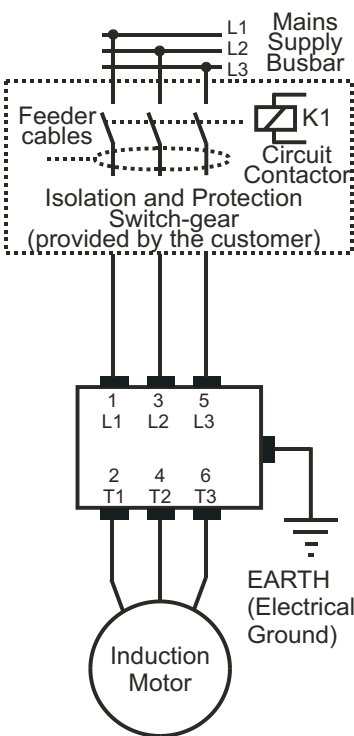 L1
L2
L3
Mains
Supply
Busbar
Feeder
cables
K1
Circuit
Contactor
Isolation and Protection
Switch-gear
(provided by the customer)
1 3 5
L1 L2 L3
2 4 6
T1 T2 T3
EARTH
(Electrical
Ground)
Induction
Motor